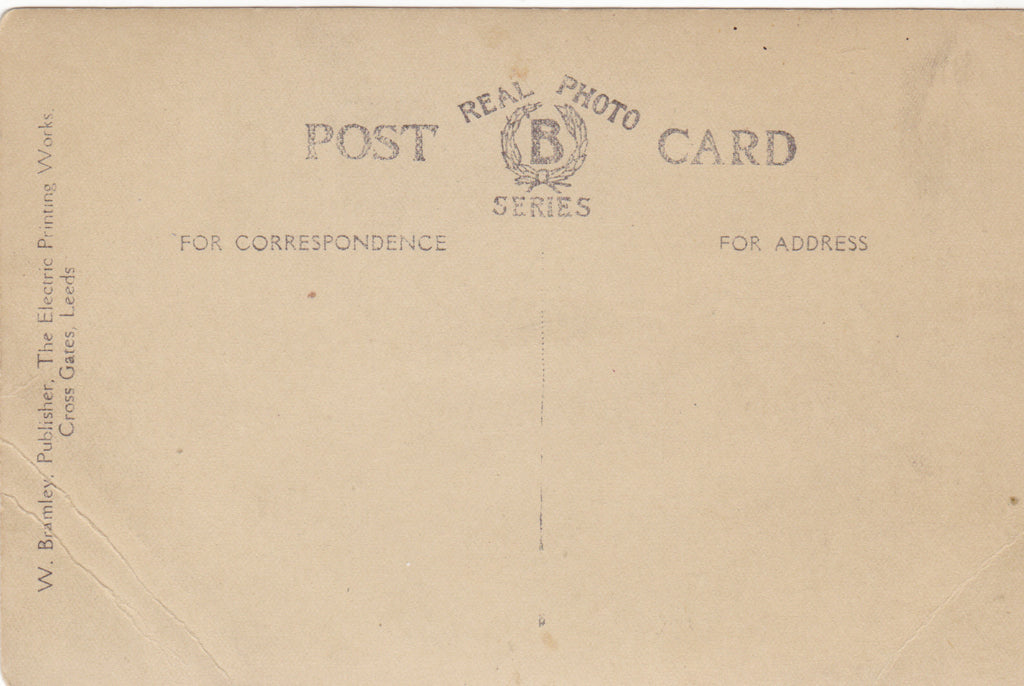 REAL PHOTO
POST B CARD
SERIES
FOR CORRESPONDENCE
FOR ADDRESS
W. Bramley, Publisher, The Electric Printing Works,
Cross Gates, Leeds